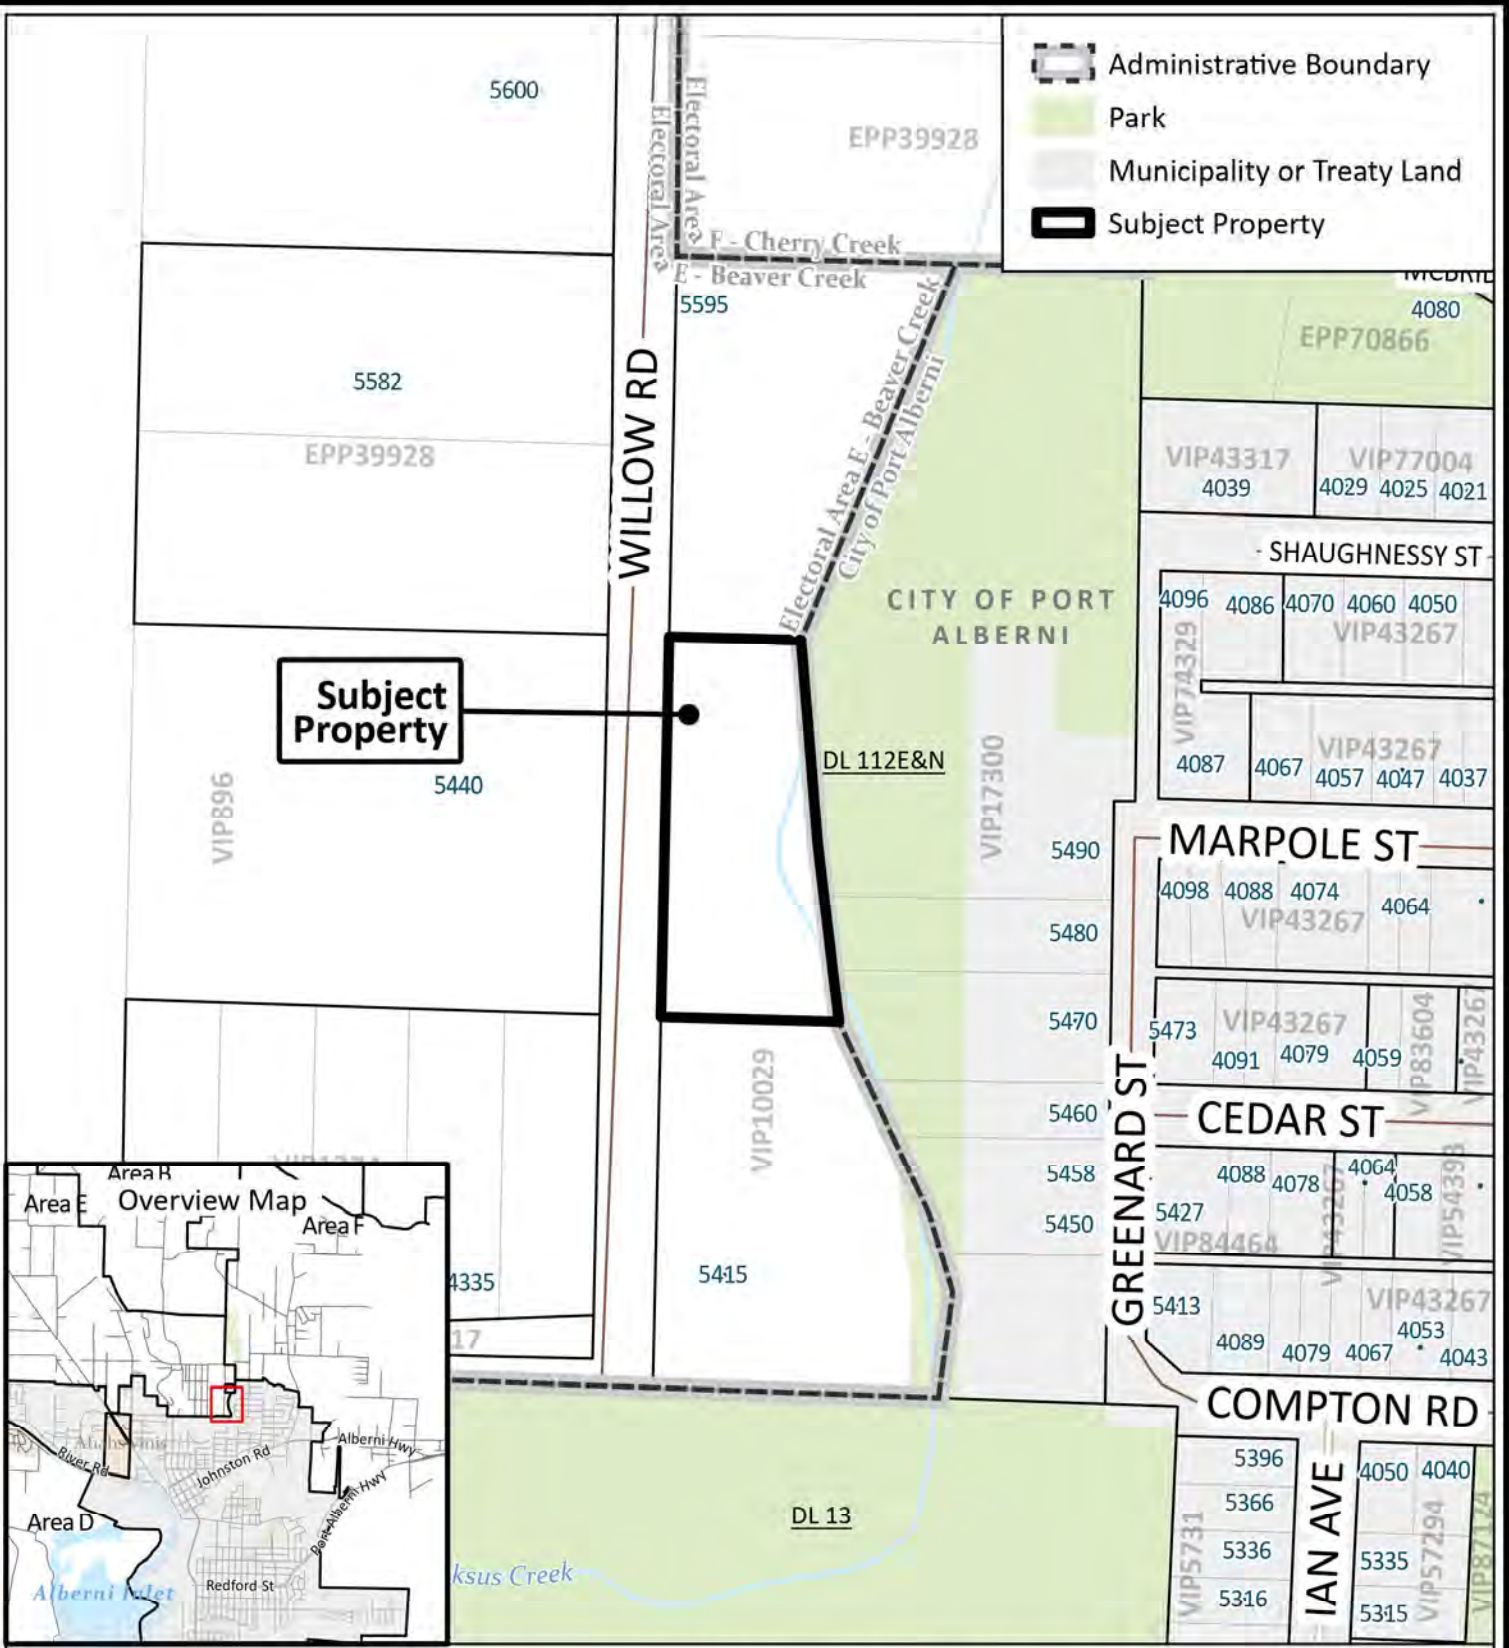 Administrative Boundary
Park
Municipality or Treaty Land
Subject Property
5600
EPP39928
Electoral Area
Electoral Area
F - Cherry Creek
E - Beaver Creek
5595
4080
EPP70866
5582
EPP39928
WILLOW RD
Electoral Area E - Beaver Creek
City of Port Alberni
VIP43317
4039
VIP77004
4029 4025 4021
SHAUGHNESSY ST
CITY OF PORT
ALBERNI
4096 4086 4070 4060 4050
VIP43267
VIP74329
Subject
Property
DL 112E&N
VIP17300
VIP43267
4087 4067 4057 4047 4037
5440
VIP896
5490
MARPOLE ST
4098 4088 4074 4064
VIP43267
5480
5470
5473
VIP43267
4091 4079 4059
VIP83604
VIP43267
VIP10029
GREENARD ST
5460
CEDAR ST
5458
4088 4078 4064 4058
VIP43267
VIP54393
5450
5427
VIP84464
5415
4335
17
5413
VIP43267
4053
4089 4079 4067 4043
COMPTON RD
5396
4050 4040
IAN AVE
5366
5336
5335
5316
5315
VIP5731
VIP57294
VIP87124
DL 13
ksus Creek
Area B
Overview Map
Area E
Area F
River Rd
Johnston Rd
Alberni Hwy
Port Alberni Hwy
Area D
Redford St
Alberni Inlet